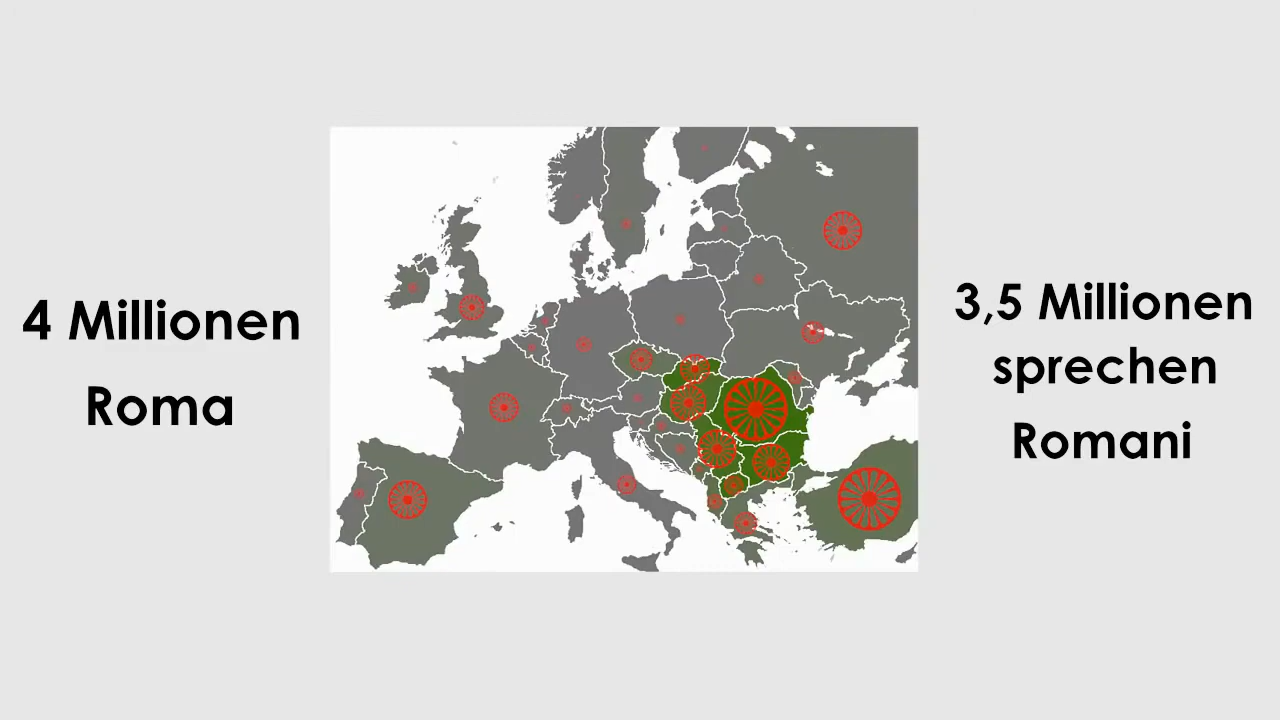 4 Millionen
Roma
3,5 Millionen
sprechen
Romani